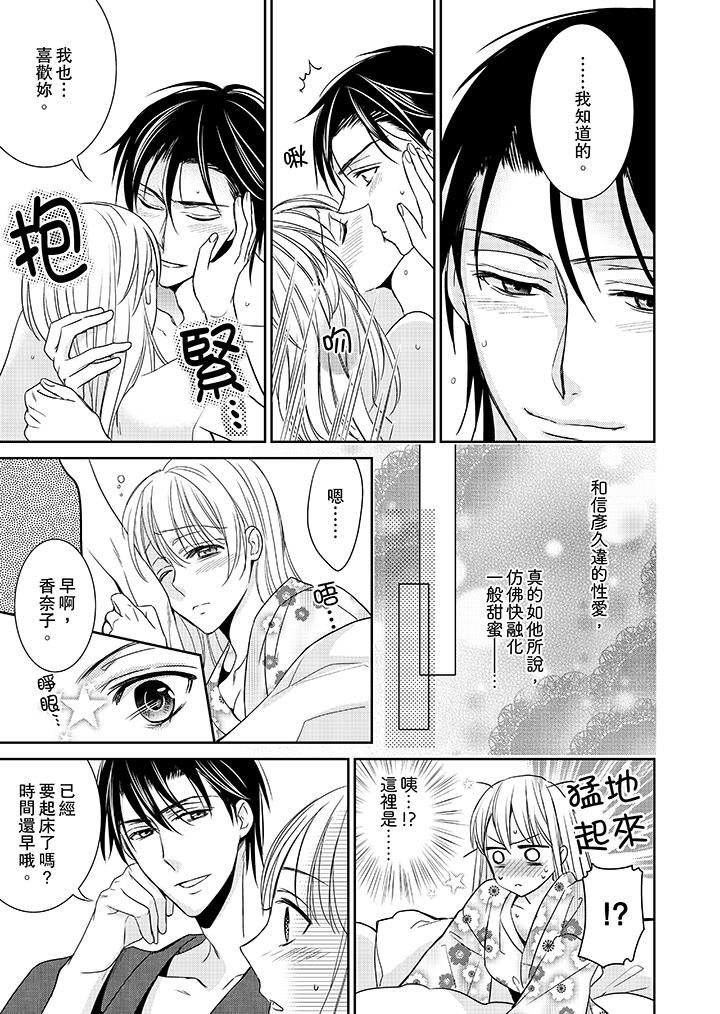 ……我知道的。
啾
吻
我也…
喜歡妳。
抱
緊…
和信彥久違的性愛，
真的如他所說，
仿佛快融化
一般甜蜜——
嗯……
唔…
早啊，
香奈子。
睜眼…
猛地
起來
!?
咦…!?
這裡是……
已經
要起床了嗎？
時間還早哦。